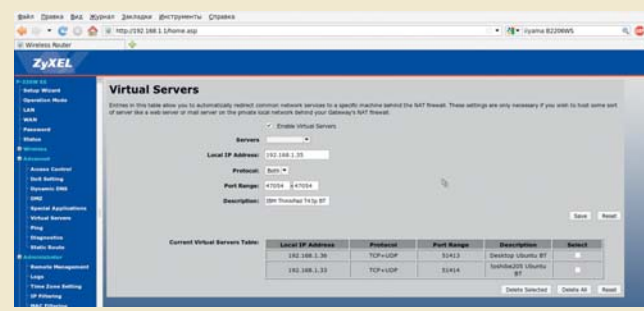 Файл Правка Вид Журнал Закладки Инструменты Справка
http://192.168.1.1/home.asp
iiyama B2206WS
Wireless Router
ZyXEL
Setup Wizard
Operation Mode
LAN
WAN
Password
Status
Wireless
Advanced
Access Control
DoS Setting
Dynamic DNS
DMZ
Special Applications
Virtual Servers
Ping
Diagnostics
Static Route
Administrator
Remote Management
Logs
Time Zone Setting
IP Filtering
MAC Filtering
Virtual Servers
Entries in this table allow you to automatically redirect common network services to a specific machine behind the NAT firewall. These settings are only necessary if you wish to host some sort
of server like a web server or mail server on the private local network behind your Gateway's NAT firewall.
Enable Virtual Servers
Servers
Local IP Address: 192.168.1.35
Protocol: Both
Port Range: 47054 - 47054
Description: IBM ThinkPad T43p BT
Save Reset
Current Virtual Servers Table:
Local IP Address Protocol Port Range Description Select
192.168.1.36 TCP+UDP 51413 Desktop Ubuntu BT
192.168.1.33 TCP+UDP 51414 toshiba205 Ubuntu BT
Delete Selected Delete All Reset